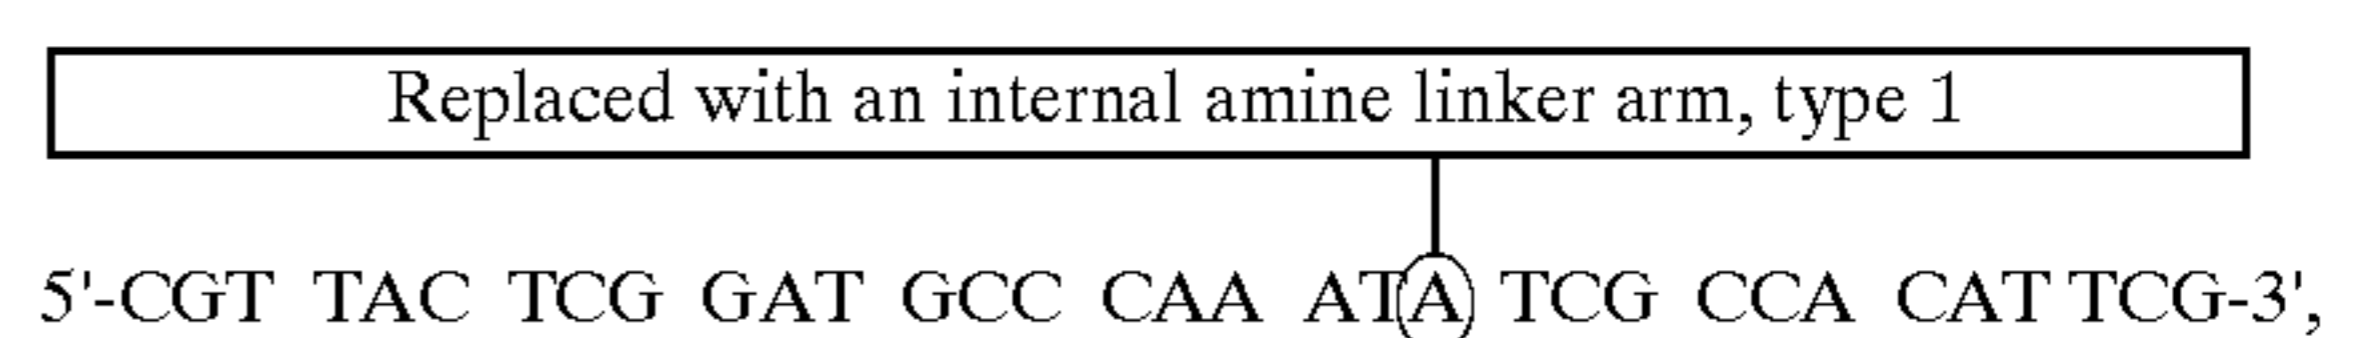 Replaced with an internal amine linker arm, type 1
5'-CGT TAC TCG GAT GCC CAA ATA TCG CCA CAT TCG-3',